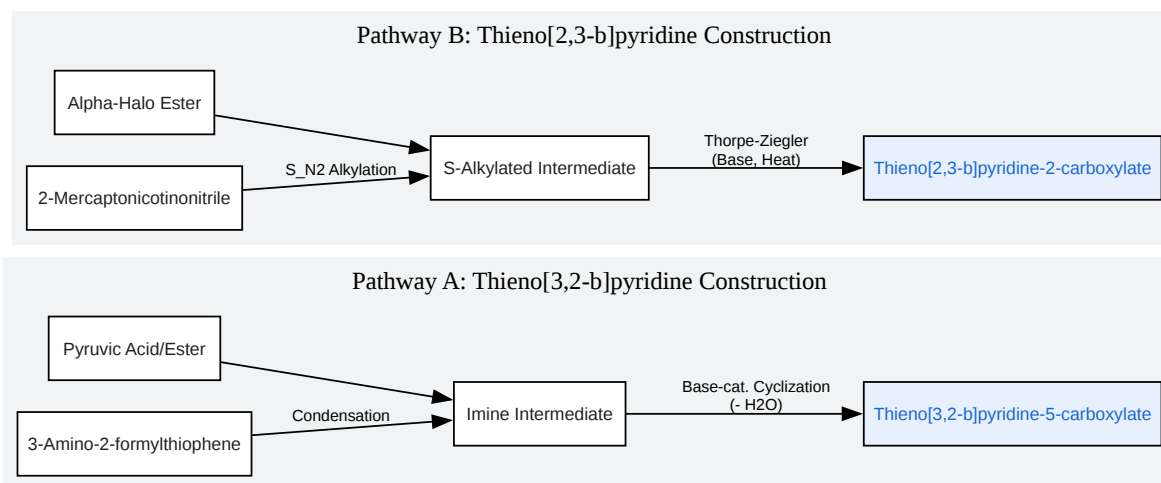 Pathway B: Thieno[2,3-b]pyridine Construction
Alpha-Halo Ester
2-Mercaptonicotinonitrile
S_N2 Alkylation
S-Alkylated Intermediate
Thorpe-Ziegler
(Base, Heat)
Thieno[2,3-b]pyridine-2-carboxylate
Pathway A: Thieno[3,2-b]pyridine Construction
Pyruvic Acid/Ester
3-Amino-2-formylthiophene
Condensation
Imine Intermediate
Base-cat. Cyclization
(- H2O)
Thieno[3,2-b]pyridine-5-carboxylate